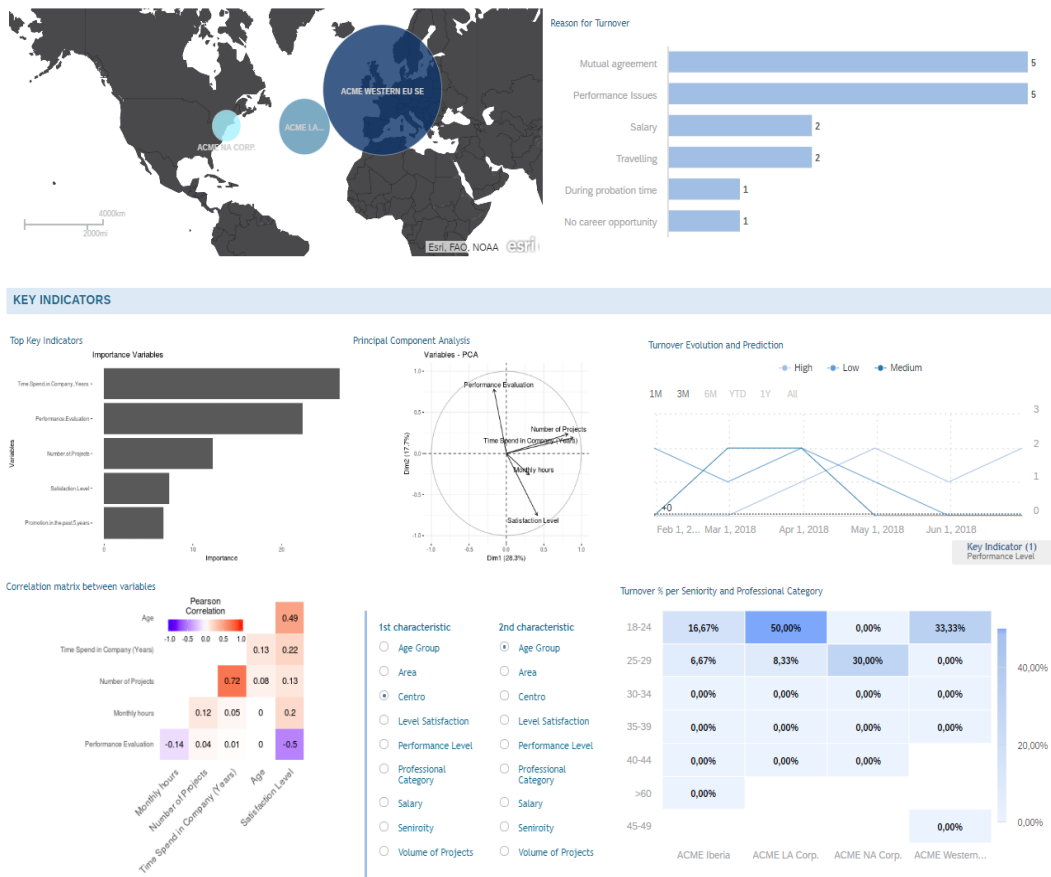 ACME WESTERN EU SE
ACME LA...
ACME NA CORP.
4000km
2000mi
Esri, FAO, NOAA
esri
Reason for Turnover
Mutual agreement
5
Performance Issues
5
Salary
2
Travelling
2
During probation time
1
No career opportunity
1
KEY INDICATORS
Top Key Indicators
Importance Variables
Variables
Time.Spend.in.Company..Years. -
Performance.Evaluation -
Number.of.Projects -
Satisfaction.Level -
Promotion.in.the.past.5.years -
0
20
Importance
Principal Component Analysis
Variables - PCA
Dim2 (17.7%)
1.0-
0.5-
0.0-
-0.5-
-1.0-
Performance Evaluation
Number of Projects
Time Spend in Company (Years)
Monthly hours
Satisfaction Level
-1.0
-0.5
0.0
0.5
1.0
Dim1 (28.3%)
Turnover Evolution and Prediction
High
Low
Medium
1M 3M 6M YTD 1Y All
3
2
1
0
+0
Feb 1, 2... Mar 1, 2018 Apr 1, 2018 May 1, 2018 Jun 1, 2018
Key Indicator (1)
Performance Level
Correlation matrix between variables
Pearson
Correlation
-1.0 -0.5 0.0 0.5 1.0
Age
0.49
Time Spend in Company (Years)
0.13 0.22
Number of Projects
0.72 0.08 0.13
Monthly hours
0.12 0.05 0 0.2
Performance Evaluation
-0.14 0.04 0.01 0 -0.5
Monthly hours
Number of Projects
Time Spend in Company (Years)
Age
Satisfaction Level
1st characteristic
Age Group
Area
Centro
Level Satisfaction
Performance Level
Professional
Category
Salary
Seniroity
Volume of Projects
2nd characteristic
Age Group
Area
Centro
Level Satisfaction
Performance Level
Professional
Category
Salary
Seniroity
Volume of Projects
Turnover % per Seniority and Professional Category
18-24 16,67% 50,00% 0,00% 33,33%
25-29 6,67% 8,33% 30,00% 0,00%
30-34 0,00% 0,00% 0,00% 0,00%
35-39 0,00% 0,00% 0,00% 0,00%
40-44 0,00% 0,00% 0,00%
>60 0,00%
45-49 0,00%
ACME Iberia ACME LA Corp. ACME NA Corp. ACME Western...
40,00%
20,00%
0,00%